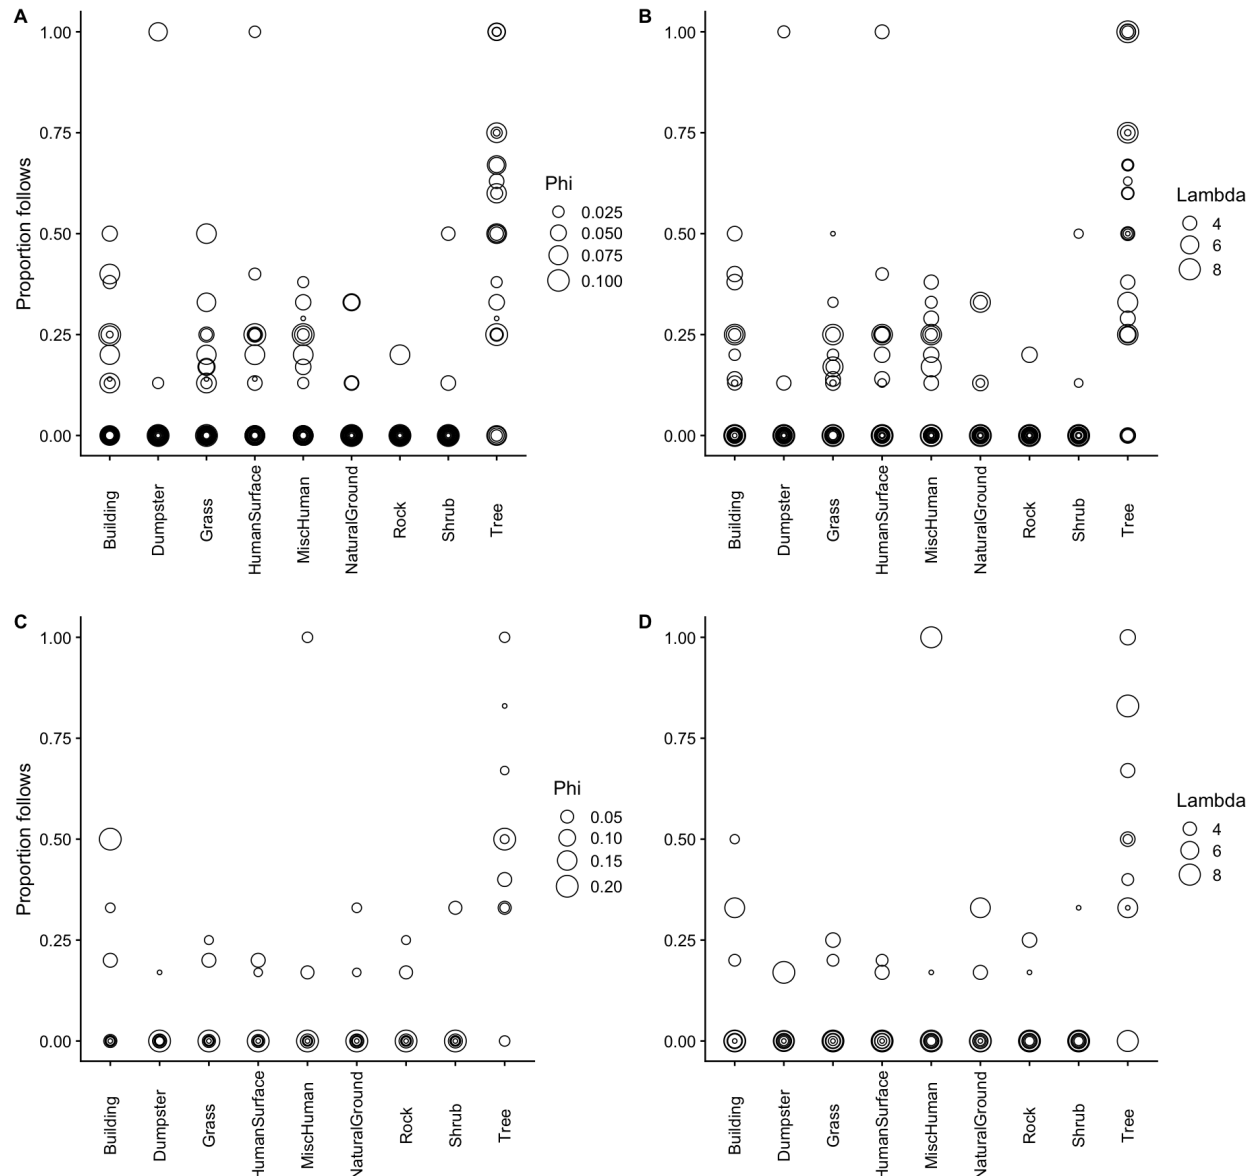 A
Proportion follows
1.00
0.75
0.50
0.25
0.00
Building
Dumpster
Grass
HumanSurface
MiscHuman
NaturalGround
Rock
Shrub
Tree
Phi
0.025
0.050
0.075
0.100
B
1.00
0.75
0.50
0.25
0.00
Building
Dumpster
Grass
HumanSurface
MiscHuman
NaturalGround
Rock
Shrub
Tree
Lambda
4
6
8
C
Proportion follows
1.00
0.75
0.50
0.25
0.00
Building
Dumpster
Grass
HumanSurface
MiscHuman
NaturalGround
Rock
Shrub
Tree
Phi
0.05
0.10
0.15
0.20
D
1.00
0.75
0.50
0.25
0.00
Building
Dumpster
Grass
HumanSurface
MiscHuman
NaturalGround
Rock
Shrub
Tree
Lambda
4
6
8